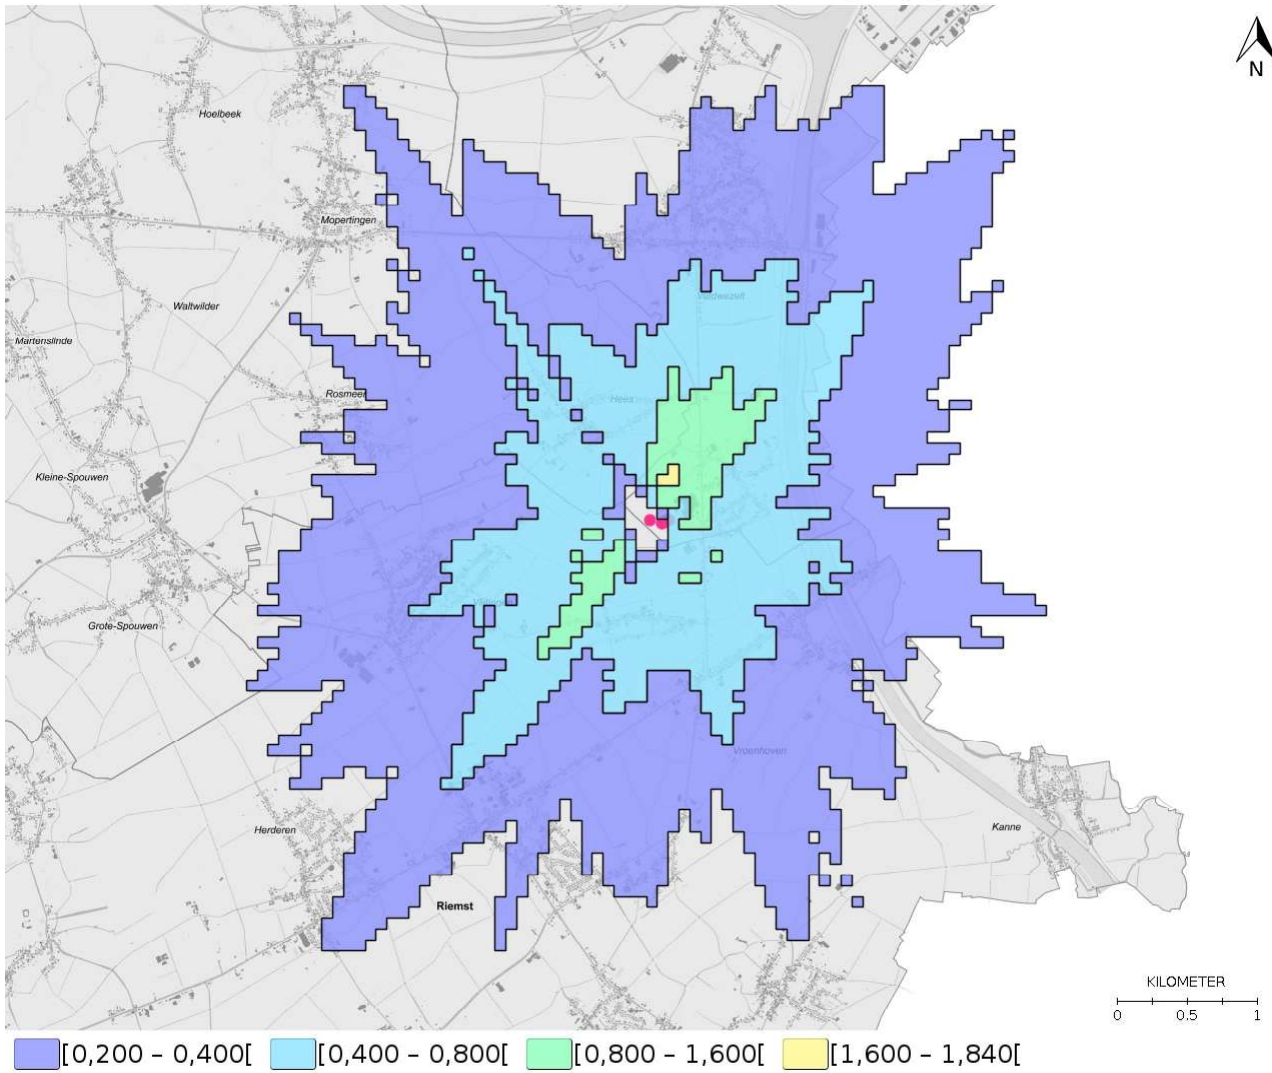 N
Hoelbeek
Mopertingen
Veldwezelt
Waltwilder
Martenslinde
Rosmeer
Hees
Kleine-Spouwen
Grote-Spouwen
Vroenhoven
Herderen
Kanne
Riemst
KILOMETER
0 0.5 1
[0,200 – 0,400[ [0,400 – 0,800[ [0,800 – 1,600[ [1,600 – 1,840[